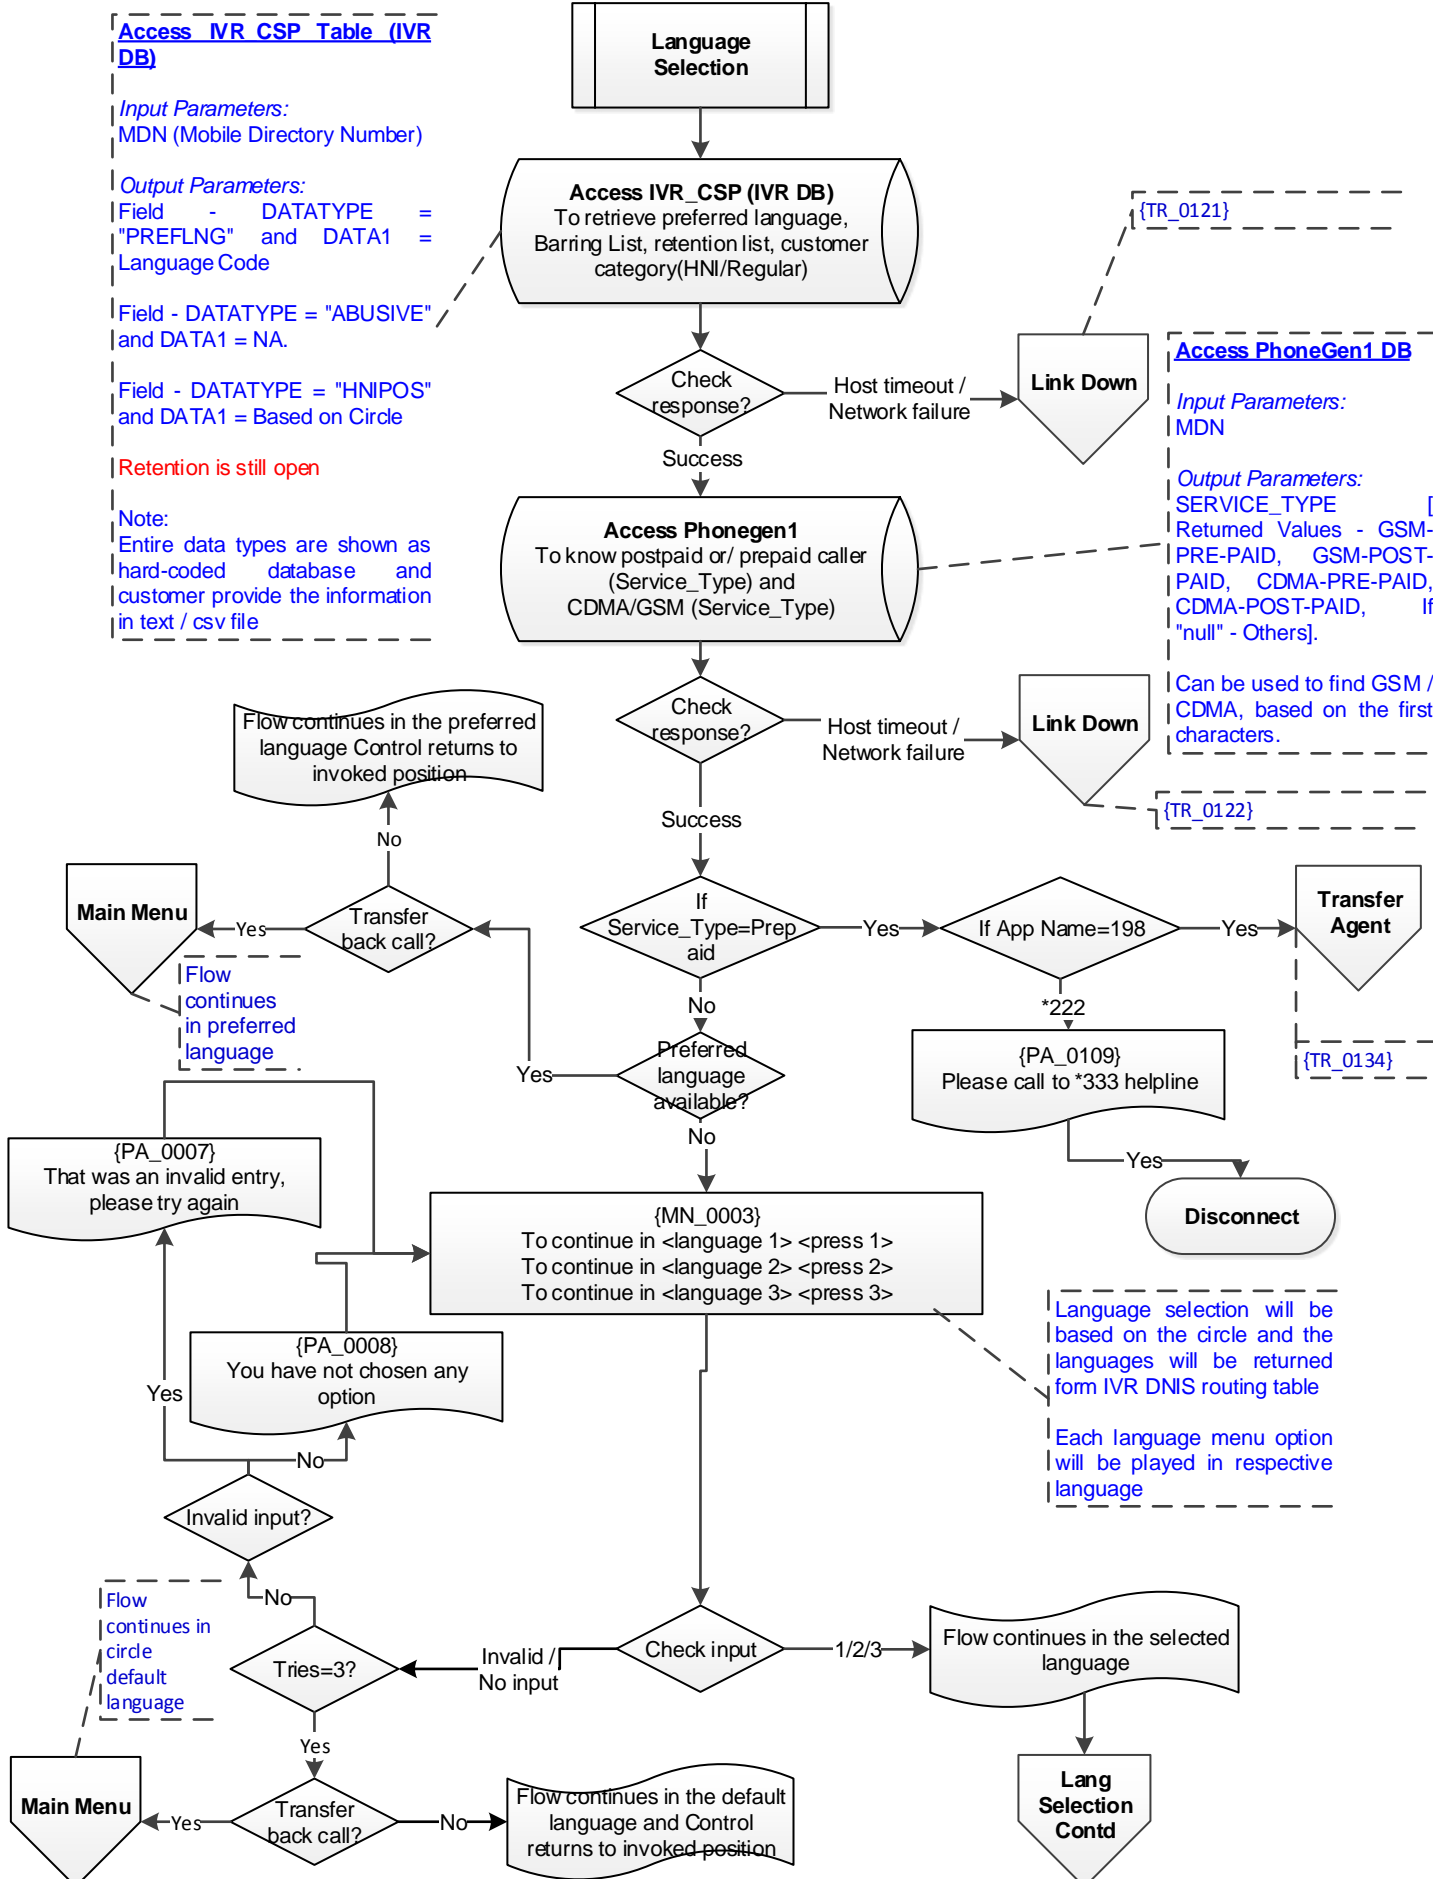 Access IVR CSP Table (IVR
DB)
Input Parameters:
MDN (Mobile Directory Number)
Output Parameters:
Field - DATATYPE =
"PREFLNG" and DATA1 =
Language Code
Field - DATATYPE = "ABUSIVE"
and DATA1 = NA.
Field - DATATYPE = "HNIPOS"
and DATA1 = Based on Circle
Retention is still open
Note:
Entire data types are shown as
hard-coded database and
customer provide the information
in text / csv file
Language
Selection
Access IVR_CSP (IVR DB)
To retrieve preferred language,
Barring List, retention list, customer
category(HNI/Regular)
{TR_0121}
Check
response?
Host timeout /
Network failure
Link Down
Success
Access PhoneGen1 DB
Input Parameters:
MDN
Output Parameters:
SERVICE_TYPE [
Returned Values - GSM-
PRE-PAID, GSM-POST-
PAID, CDMA-PRE-PAID,
CDMA-POST-PAID, If
"null" - Others].
Can be used to find GSM /
CDMA, based on the first
characters.
Access Phonegen1
To know postpaid or/ prepaid caller
(Service_Type) and
CDMA/GSM (Service_Type)
Check
response?
Host timeout /
Network failure
Link Down
{TR_0122}
Success
Flow continues in the preferred
language Control returns to
invoked position
No
Main Menu
Yes
Transfer
back call?
Flow
continues
in preferred
language
If
Service_Type=Prep
aid
Yes
If App Name=198
Yes
Transfer
Agent
{TR_0134}
No
*222
Preferred
language
available?
Yes
No
{PA_0109}
Please call to *333 helpline
Yes
Disconnect
{PA_0007}
That was an invalid entry,
please try again
{MN_0003}
To continue in <language 1> <press 1>
To continue in <language 2> <press 2>
To continue in <language 3> <press 3>
Language selection will be
based on the circle and the
languages will be returned
form IVR DNIS routing table
Each language menu option
will be played in respective
language
{PA_0008}
You have not chosen any
option
Yes
No
Invalid input?
No
Flow
continues in
circle
default
language
Tries=3?
Invalid /
No input
Check input
1/2/3
Flow continues in the selected
language
Yes
Main Menu
Yes
Transfer
back call?
No
Flow continues in the default
language and Control
returns to invoked position
Lang
Selection
Contd